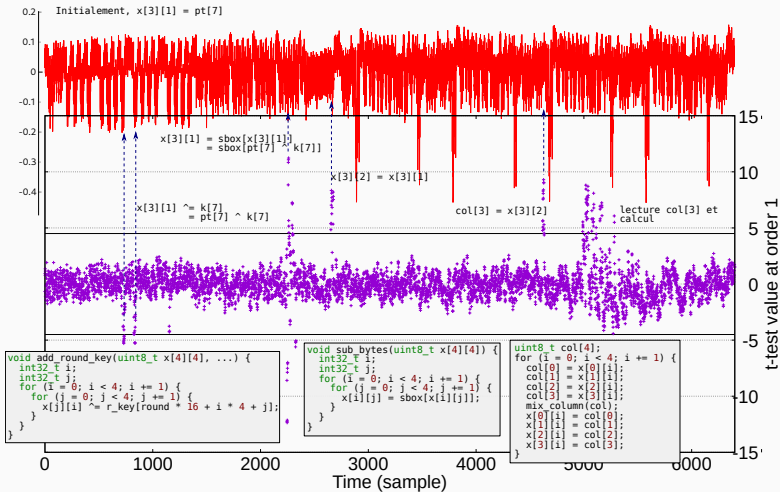 Initialement, x[3][1] = pt[7]
0.2
0.1
0
-0.1
-0.2
-0.4
x[3][1] = sbox[x[3][1]]
= sbox[pt[7] ^ k[7]]
x[3][2] = x[3][1]
x[3][1] ^= k[7]
= pt[7] ^ k[7]
col[3] = x[3][2]
lecture col[3] et
calcul
15
10
5
0
-5
-10
-15
t-test value at order 1
void add_round_key(uint8_t x[4][4], ...) {
int32_t i;
int32_t j;
for (i = 0; i < 4; i += 1) {
for (j = 0; j < 4; j += 1) {
x[j][i] ^= r_key[round * 16 + i * 4 + j];
}
}
}
void sub_bytes(uint8_t x[4][4]) {
int32_t i;
int32_t j;
for (i = 0; i < 4; i += 1) {
for (j = 0; j < 4; j += 1) {
x[i][j] = sbox[x[i][j]];
}
}
}
uint8_t col[4];
for (i = 0; i < 4; i += 1) {
col[0] = x[0][i];
col[1] = x[1][i];
col[2] = x[2][i];
col[3] = x[3][i];
mix_column(col);
x[0][i] = col[0];
x[1][i] = col[1];
x[2][i] = col[2];
x[3][i] = col[3];
}
0
1000
2000
3000
4000
5000
6000
Time (sample)